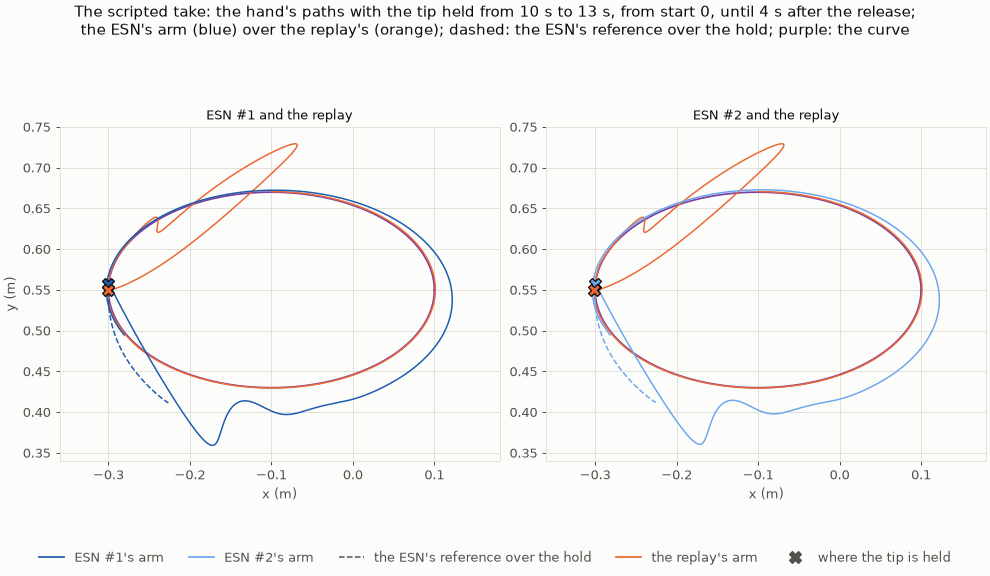 The scripted take: the hand's paths with the tip held from 10 s to 13 s, from start 0, until 4 s after the release;
the ESN's arm (blue) over the replay's (orange); dashed: the ESN's reference over the hold; purple: the curve
ESN #1 and the replay
ESN #2 and the replay
0.75
0.70
0.65
0.60
0.55
0.50
0.45
0.40
0.35
y (m)
−0.3
−0.2
−0.1
0.0
0.1
x (m)
0.75
0.70
0.65
0.60
0.55
0.50
0.45
0.40
0.35
−0.3
−0.2
−0.1
0.0
0.1
x (m)
ESN #1's arm
ESN #2's arm
the ESN's reference over the hold
the replay's arm
where the tip is held